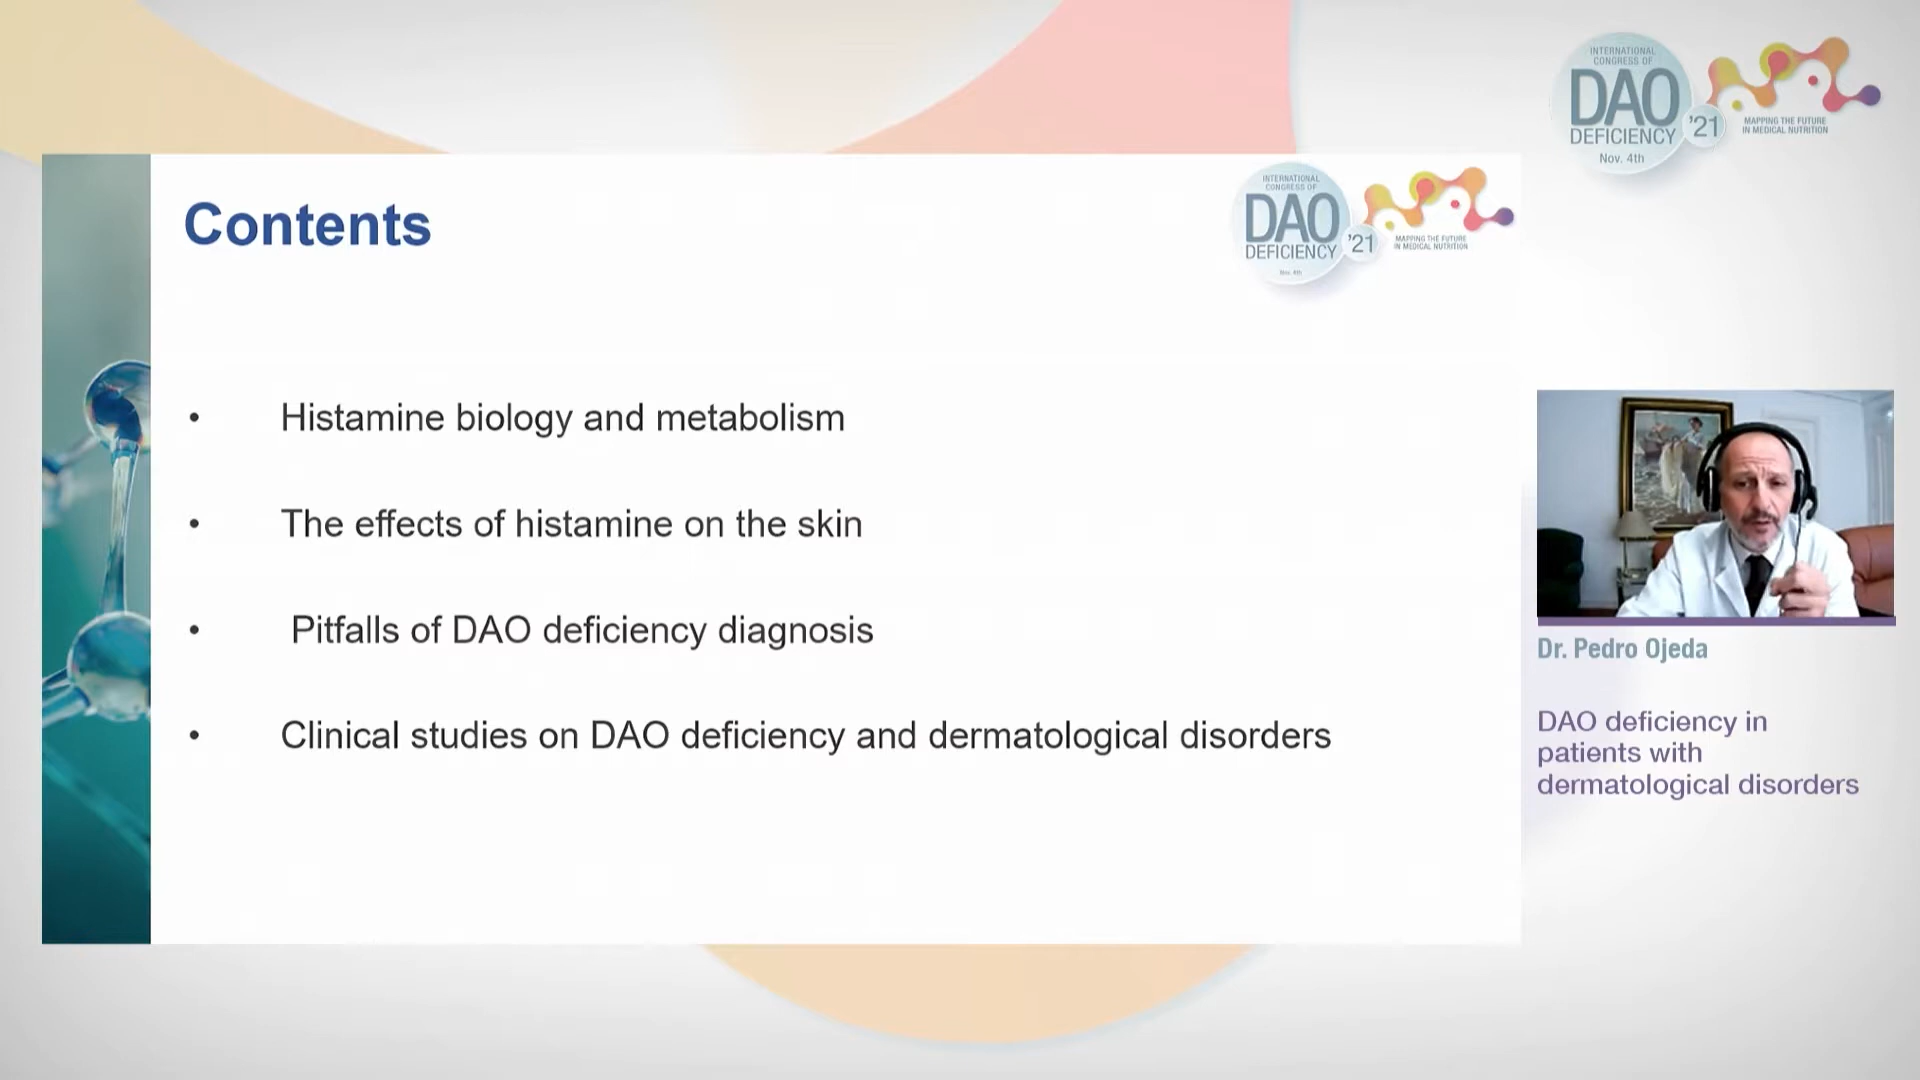 INTERNATIONAL
CONGRESS OF
DAO
DEFICIENCY
'21
Nov. 4th
MAPPING THE FUTURE
IN MEDICAL NUTRITION
Contents
INTERNATIONAL
CONGRESS OF
DAO
DEFICIENCY
'21
Nov. 4th
MAPPING THE FUTURE
IN MEDICAL NUTRITION
• Histamine biology and metabolism
• The effects of histamine on the skin
• Pitfalls of DAO deficiency diagnosis
• Clinical studies on DAO deficiency and dermatological disorders
Dr. Pedro Ojeda
DAO deficiency in
patients with
dermatological disorders